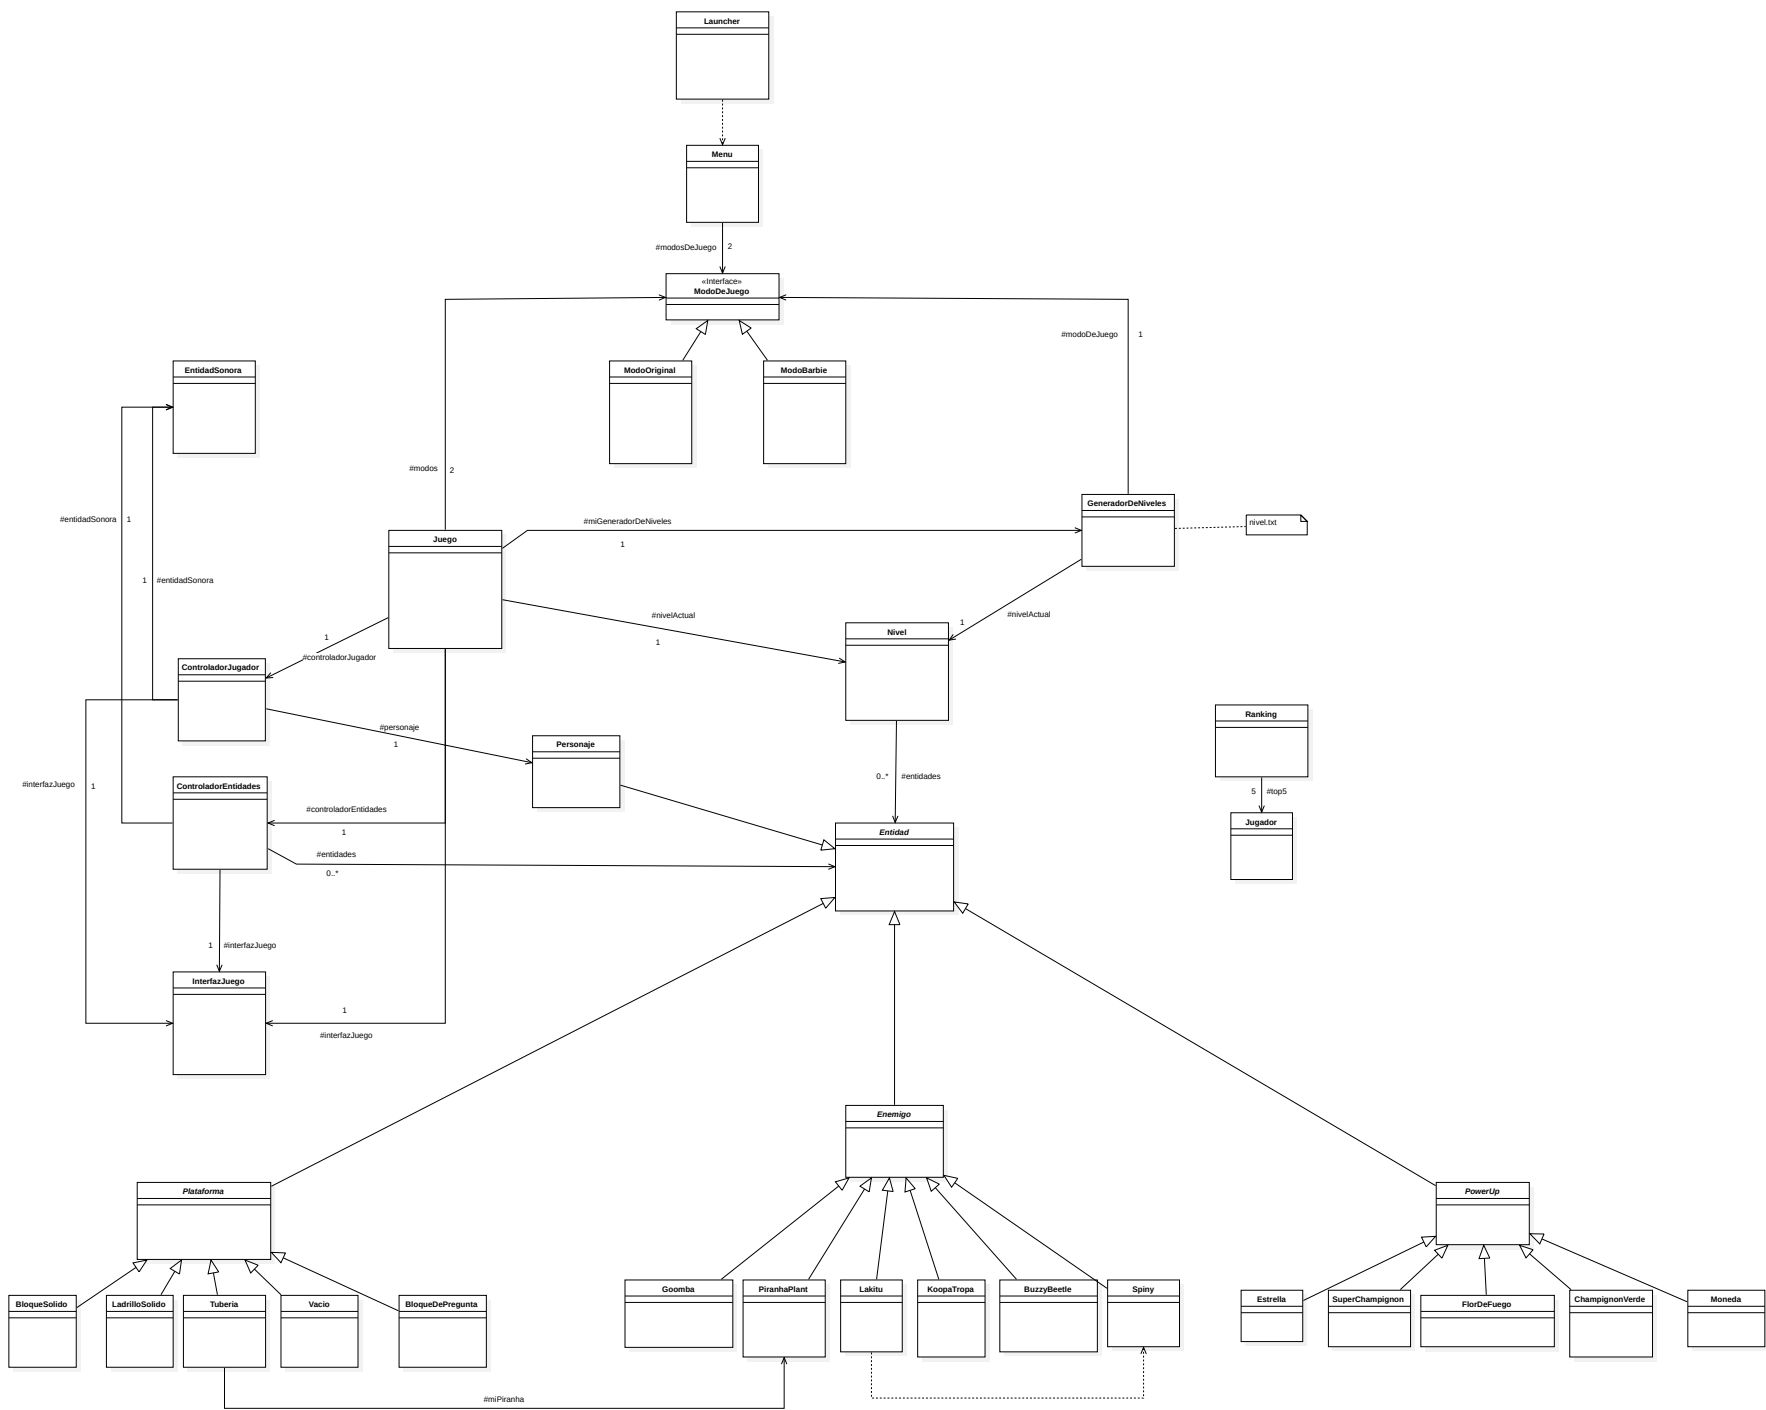 Launcher
Menu
#modosDeJuego
2
«Interface»
ModoDeJuego
#modoDeJuego
1
ModoOriginal
ModoBarbie
EntidadSonora
#modos
2
GeneradorDeNiveles
nivel.txt
#entidadSonora
1
#miGeneradorDeNiveles
1
Juego
1
#entidadSonora
#nivelActual
1
#nivelActual
1
Nivel
1
#controladorJugador
ControladorJugador
#personaje
1
Personaje
Ranking
#interfazJuego
1
ControladorEntidades
0..*
#entidades
5
#top5
#controladorEntidades
1
Jugador
Entidad
#entidades
0..*
1
#interfazJuego
InterfazJuego
1
#interfazJuego
Enemigo
Plataforma
PowerUp
Goomba
PiranhaPlant
Lakitu
KoopaTropa
BuzzyBeetle
Spiny
BloqueSolido
LadrilloSolido
Tuberia
Vacio
BloqueDePregunta
Estrella
SuperChampignon
FlorDeFuego
ChampignonVerde
Moneda
#miPiranha